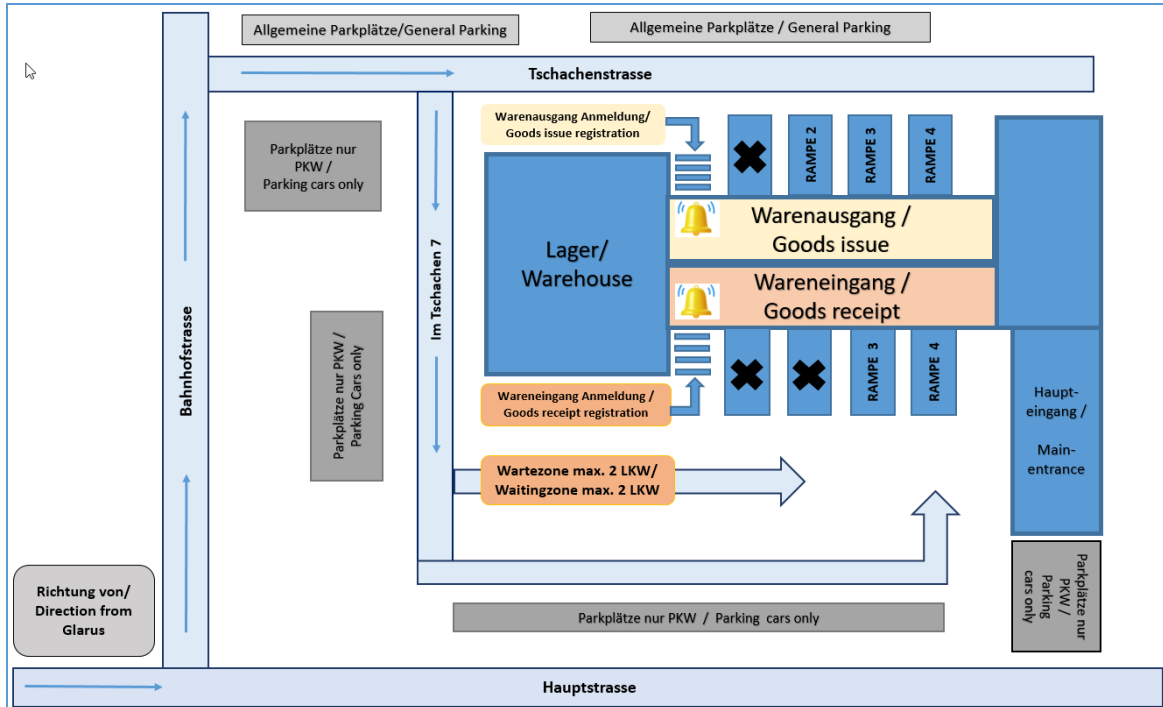 Allgemeine Parkplätze/General Parking
Allgemeine Parkplätze / General Parking
Tschachenstrasse
Warenausgang Anmeldung/
Goods issue registration
Parkplätze nur
PKW /
Parking cars only
RAMPE 2
RAMPE 3
RAMPE 4
Warenausgang /
Goods issue
Lager/
Warehouse
Wareneingang /
Goods receipt
Im Tschachen 7
Bahnhofstrasse
Parkplätze nur PKW /
Parking Cars only
Wareneingang Anmeldung /
Goods receipt registration
RAMPE 3
RAMPE 4
Haupt-
eingang /
Main-
entrance
Wartezone max. 2 LKW/
Waitingzone max. 2 LKW
Richtung von/
Direction from
Glarus
Parkplätze nur PKW / Parking cars only
Parkplätze nur
PKW /
Parking
cars only
Hauptstrasse